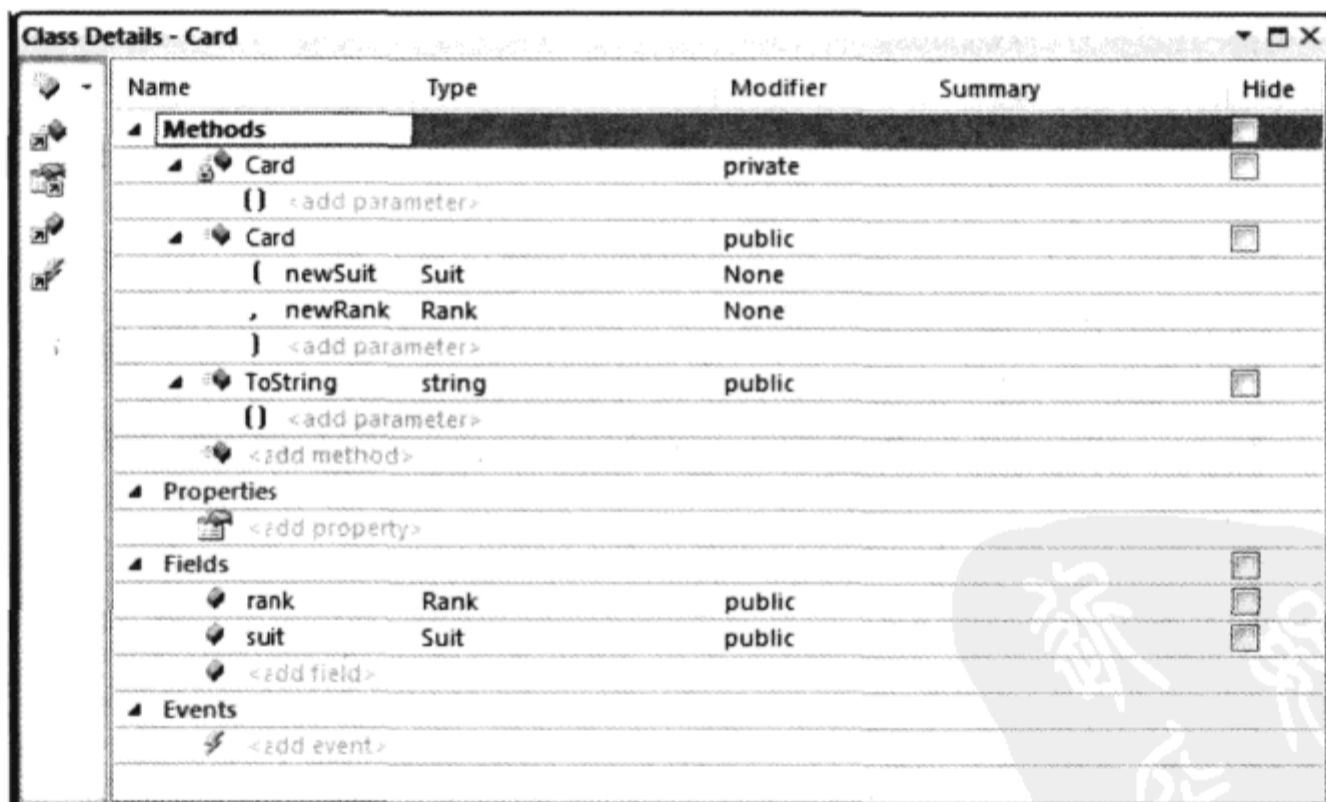 Class Details - Card
Name Type Modifier Summary Hide
Methods
Card private
() <add parameter>
Card public
( newSuit Suit None
, newRank Rank None
) <add parameter>
ToString string public
() <add parameter>
<add method>
Properties
<add property>
Fields
rank Rank public
suit Suit public
<add field>
Events
<add event>